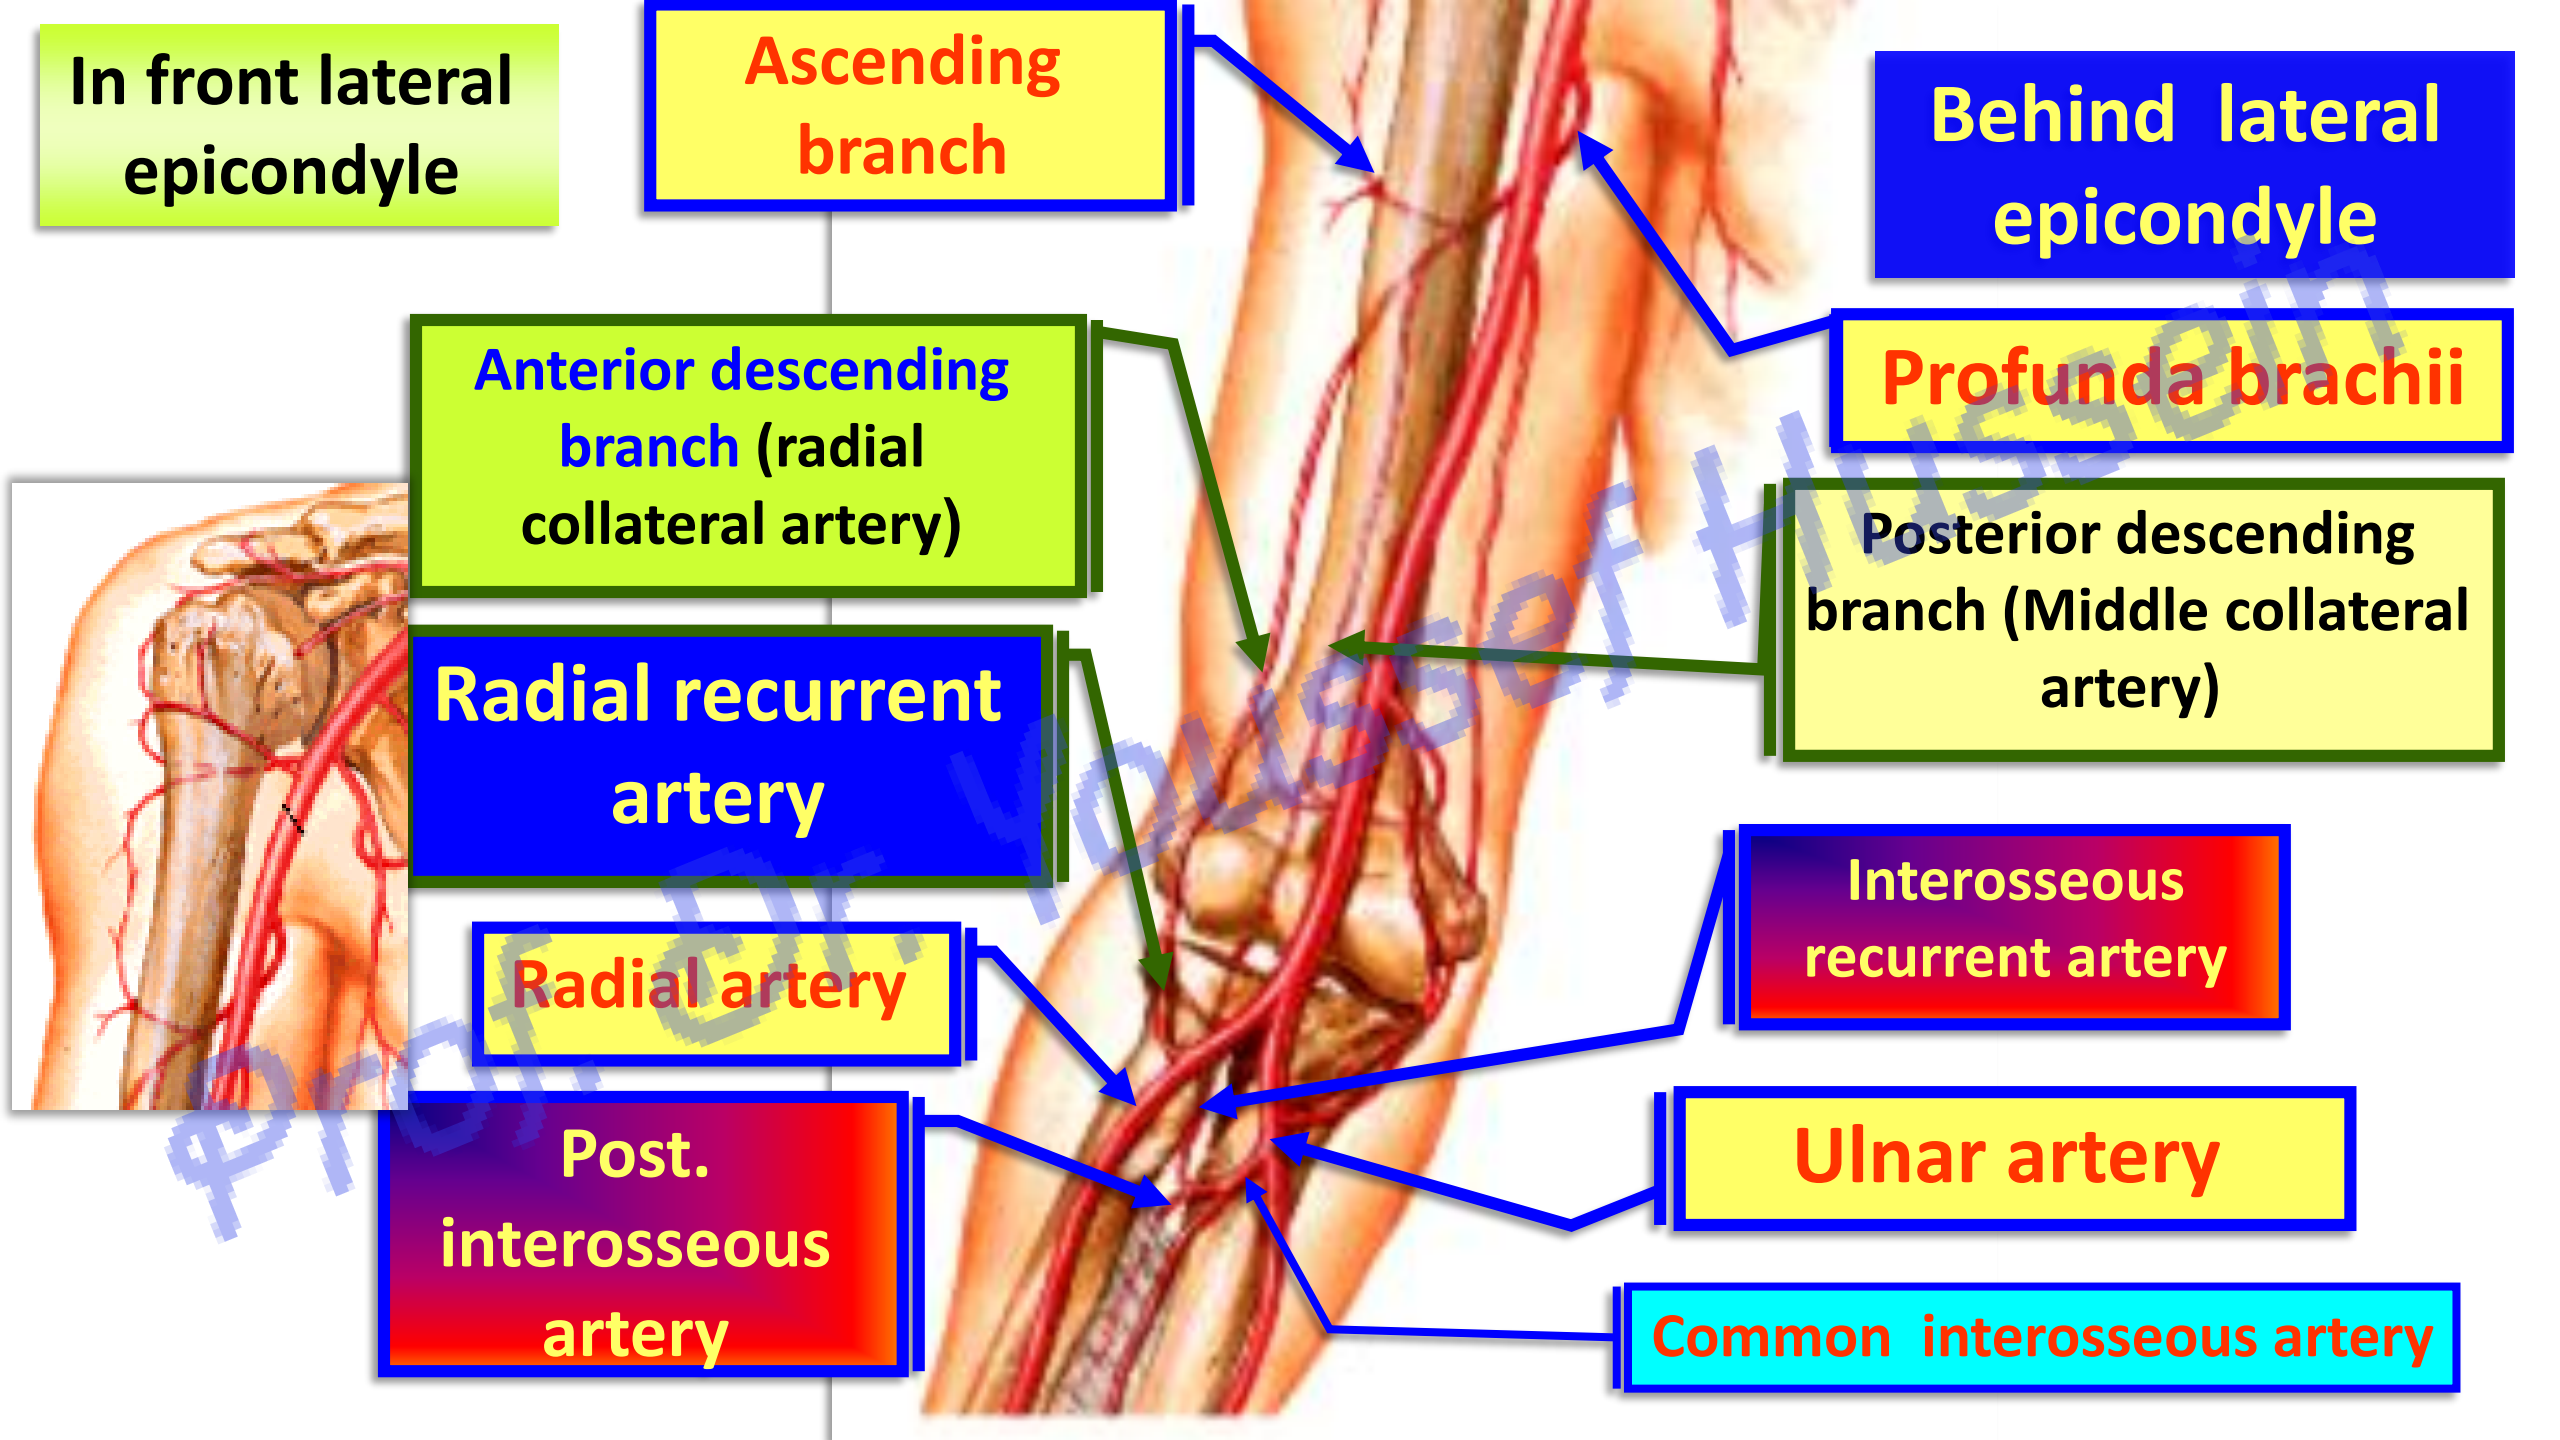 In front lateral
epicondyle
Ascending
branch
Behind lateral
epicondyle
Profunda brachii
Anterior descending
branch (radial
collateral artery)
Posterior descending
branch (Middle collateral
artery)
Radial recurrent
artery
Interosseous
recurrent artery
Radial artery
Ulnar artery
Post.
interosseous
artery
Common interosseous artery
Prof. Dr. Youssef Hussein